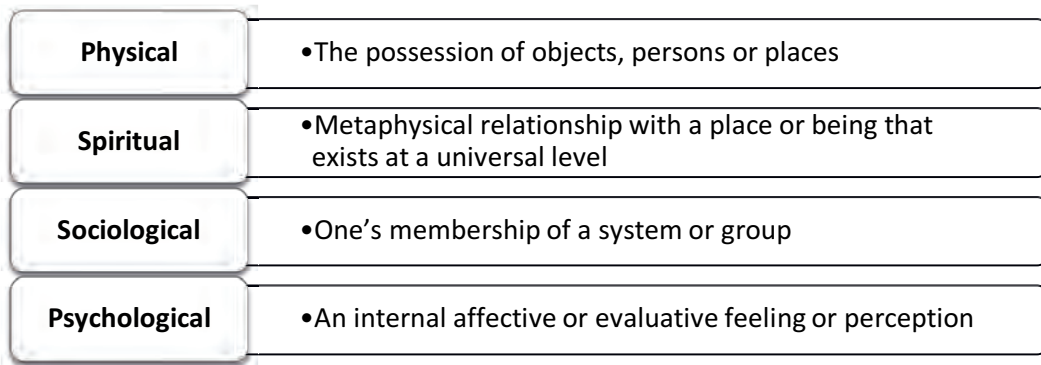 Physical
•The possession of objects, persons or places
Spiritual
•Metaphysical relationship with a place or being that
exists at a universal level
Sociological
•One’s membership of a system or group
Psychological
•An internal affective or evaluative feeling or perception